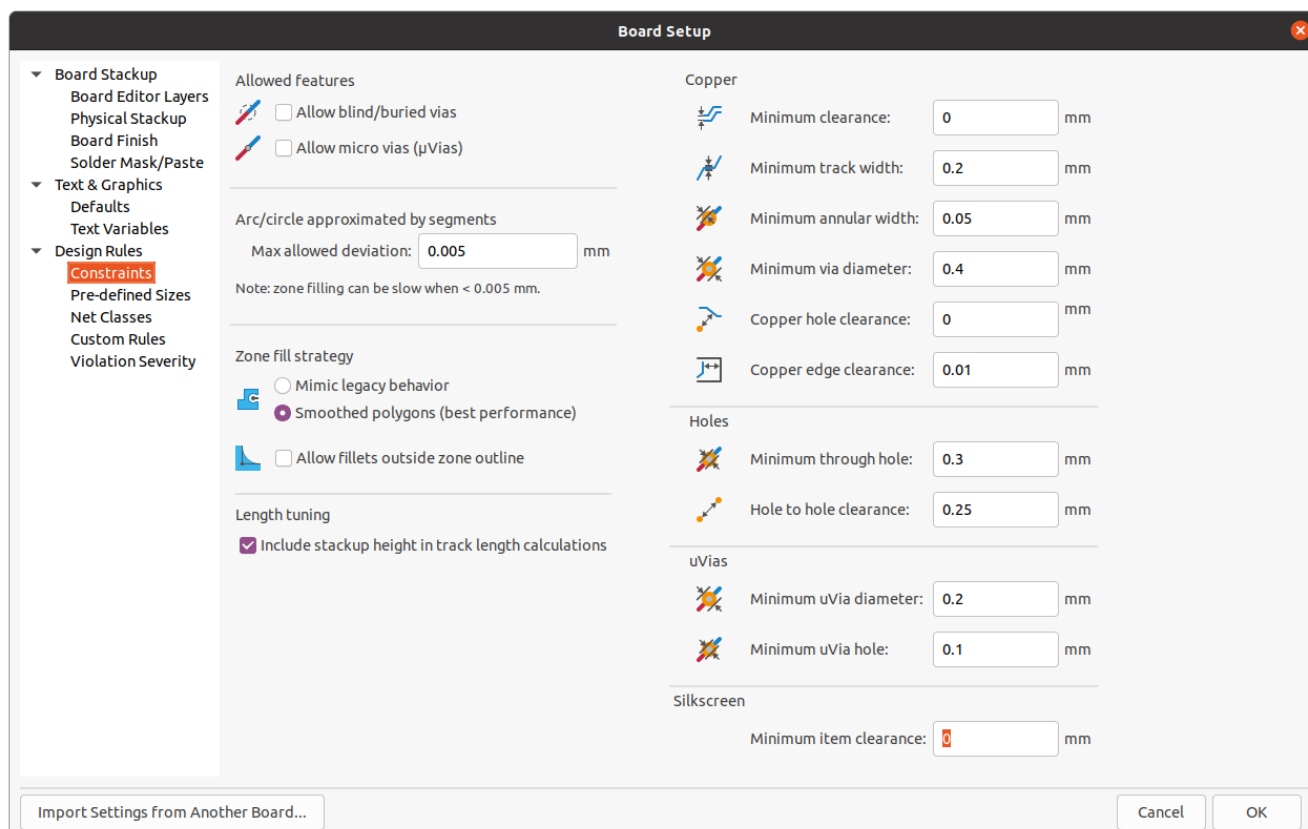 Board Setup
Board Stackup
Board Editor Layers
Physical Stackup
Board Finish
Solder Mask/Paste
Text & Graphics
Defaults
Text Variables
Design Rules
Constraints
Pre-defined Sizes
Net Classes
Custom Rules
Violation Severity
Allowed features
Allow blind/buried vias
Allow micro vias (µVias)
Arc/circle approximated by segments
Max allowed deviation: 0.005 mm
Note: zone filling can be slow when < 0.005 mm.
Zone fill strategy
Mimic legacy behavior
Smoothed polygons (best performance)
Allow fillets outside zone outline
Length tuning
Include stackup height in track length calculations
Copper
Minimum clearance: 0 mm
Minimum track width: 0.2 mm
Minimum annular width: 0.05 mm
Minimum via diameter: 0.4 mm
Copper hole clearance: 0 mm
Copper edge clearance: 0.01 mm
Holes
Minimum through hole: 0.3 mm
Hole to hole clearance: 0.25 mm
uVias
Minimum uVia diameter: 0.2 mm
Minimum uVia hole: 0.1 mm
Silkscreen
Minimum item clearance: 0 mm
Import Settings from Another Board...
Cancel
OK